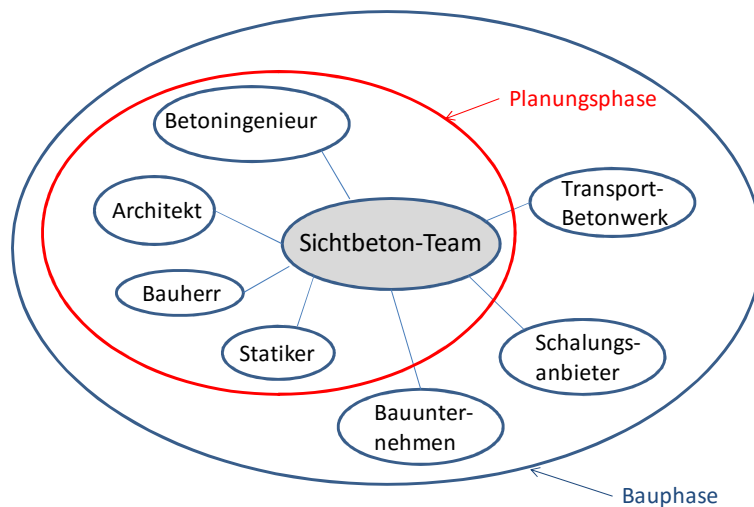 Planungsphase
Betoningenieur
Transport-
Betonwerk
Architekt
Sichtbeton-Team
Bauherr
Statiker
Schalungs-
anbieter
Bauunter-
nehmen
Bauphase